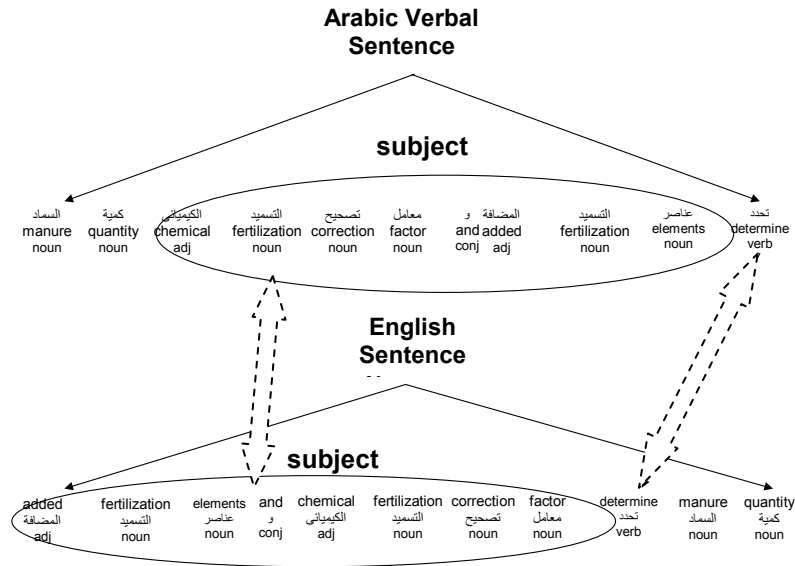 Arabic Verbal
Sentence
subject
السماد كمية الكيميائى التسميد تصحيح معامل و المضافة التسميد عناصر تحدد
manure quantity chemical fertilization correction factor and added fertilization elements determine
noun noun adj noun noun noun conj adj noun noun verb
English
Sentence
subject
added fertilization elements and chemical fertilization correction factor determine manure quantity
المضافة التسميد عناصر و الكيميائى التسميد تصحيح معامل تحدد السماد كمية
adj noun noun conj adj noun noun noun verb noun noun